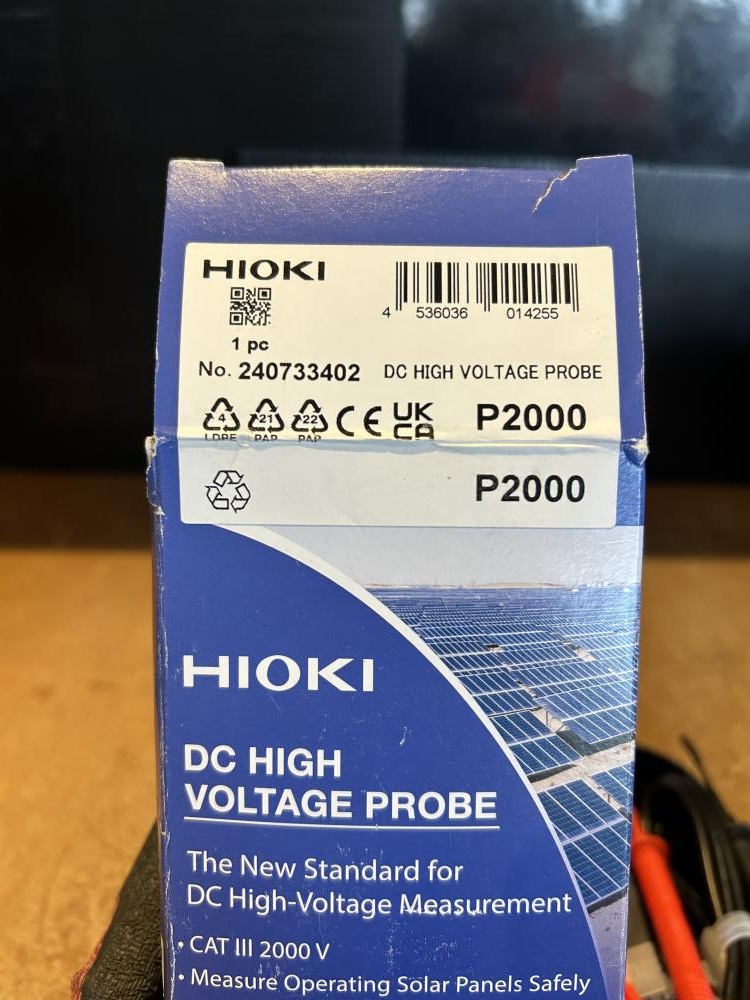 HIOKI
4 536036 014255
1 pc
No. 240733402 DC HIGH VOLTAGE PROBE
4 21 22 CE UK
LDPE PAP PAP CA P2000
P2000
HIOKI
DC HIGH
VOLTAGE PROBE
The New Standard for
DC High-Voltage Measurement
• CAT III 2000 V
• Measure Operating Solar Panels Safely